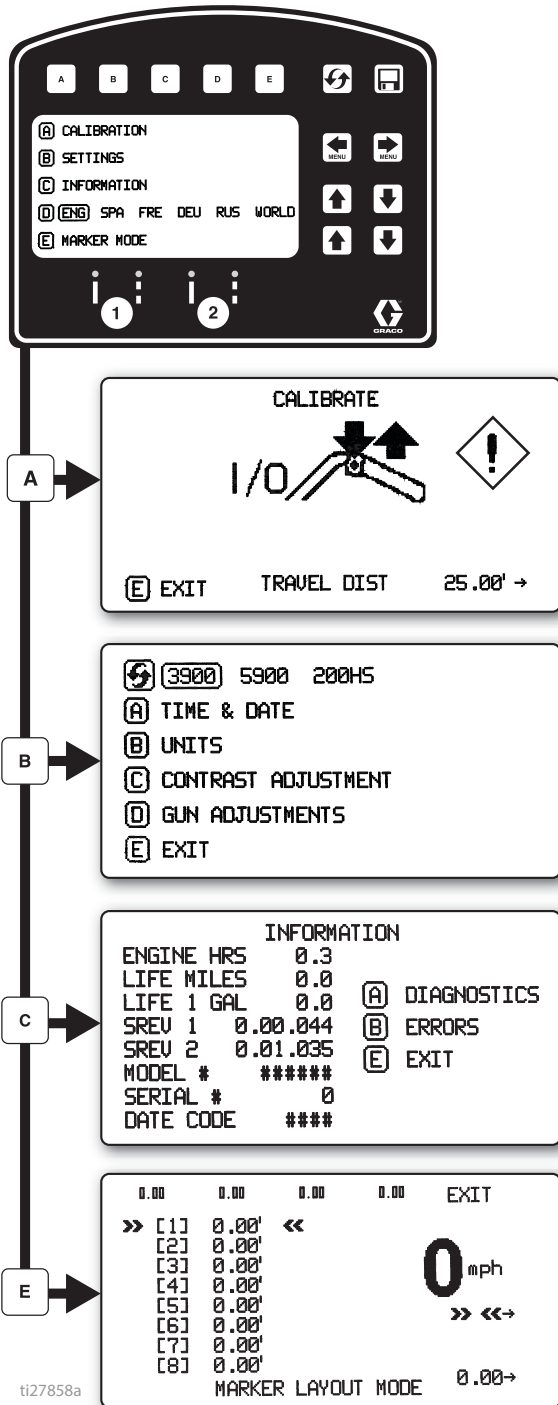 A B C D E
A CALIBRATION
B SETTINGS
C INFORMATION
D ENG SPA FRE DEU RUS WORLD
E MARKER MODE
MENU MENU
1 2
GRACO
A
CALIBRATE
I/O !
E EXIT TRAVEL DIST 25.00' →
B
3900 5900 200HS
A TIME & DATE
B UNITS
C CONTRAST ADJUSTMENT
D GUN ADJUSTMENTS
E EXIT
C
INFORMATION
ENGINE HRS 0.3
LIFE MILES 0.0
LIFE 1 GAL 0.0
SREV 1 0.00.044
SREV 2 0.01.035
MODEL # ######
SERIAL # 0
DATE CODE ####
A DIAGNOSTICS
B ERRORS
E EXIT
E
0.00 0.00 0.00 0.00 EXIT
>> [1] 0.00' <<
[2] 0.00'
[3] 0.00'
[4] 0.00'
[5] 0.00'
[6] 0.00'
[7] 0.00'
[8] 0.00'
0 mph
>> <<→
MARKER LAYOUT MODE 0.00→
ti27858a